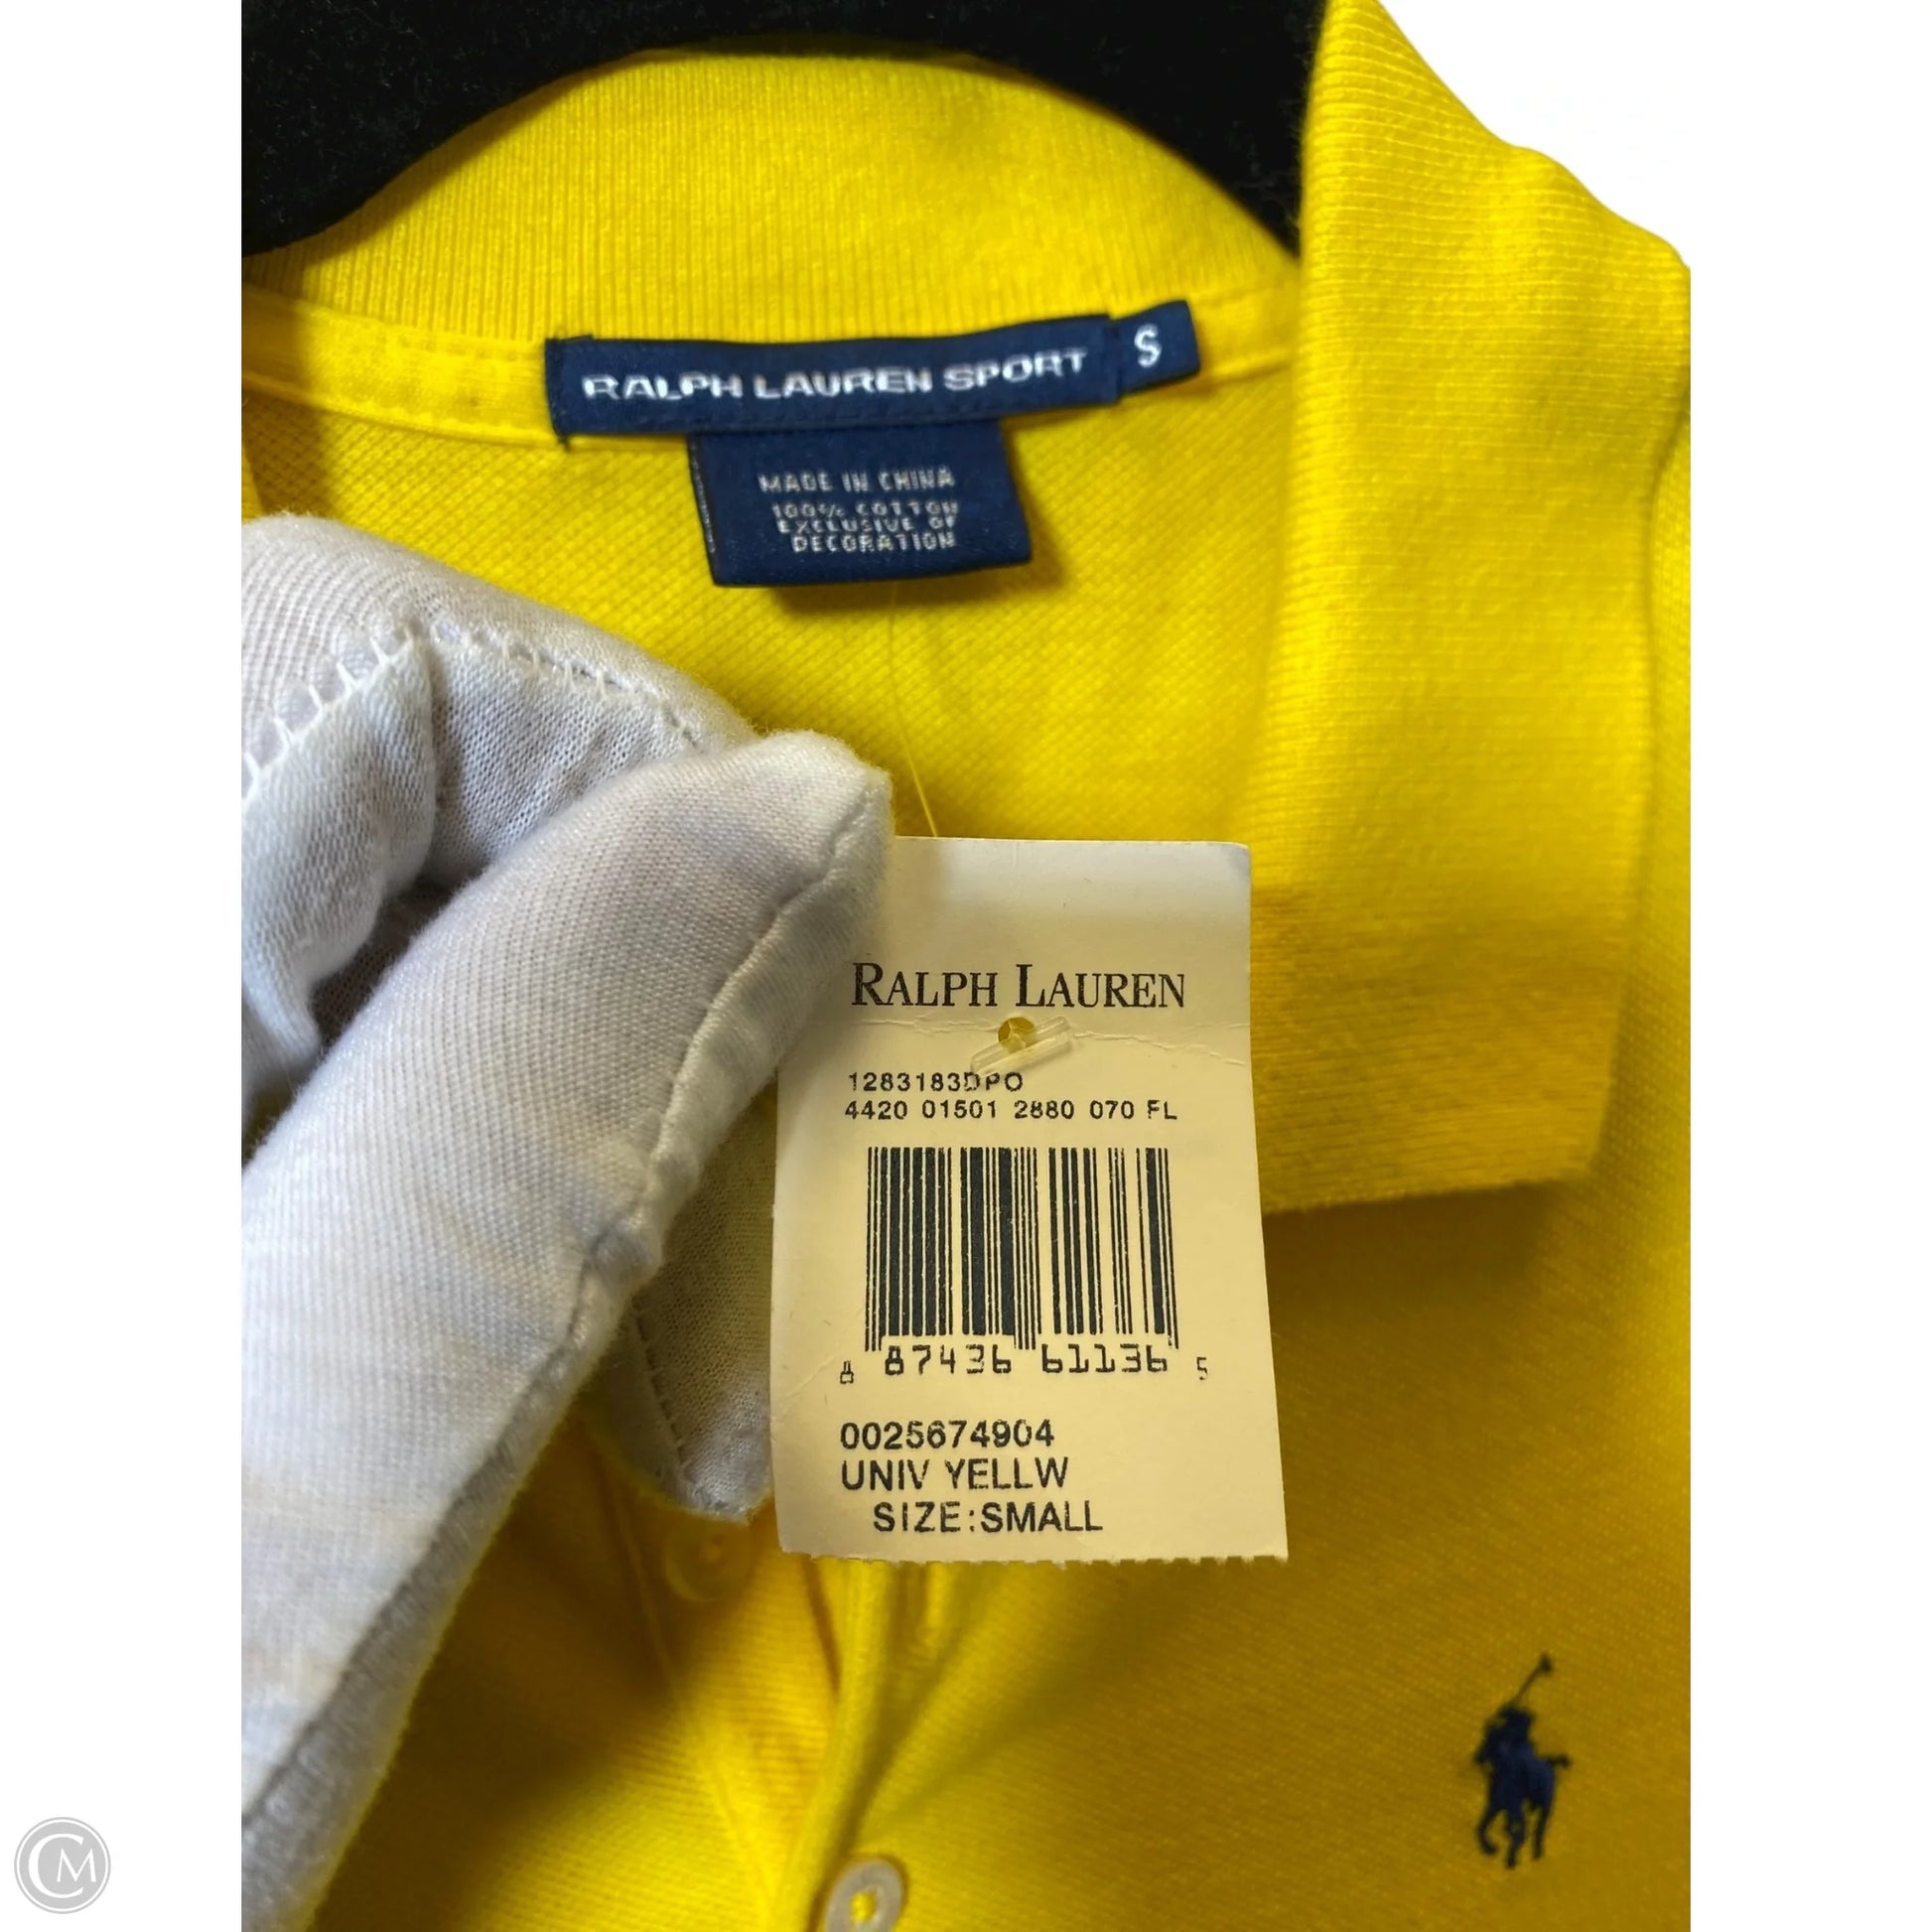 RALPH LAUREN SPORT S
MADE IN CHINA
100% COTTON
EXCLUSIVE OF
DECORATION
RALPH LAUREN
1283183DPO
4420 01501 2880 070 FL
8 87436 61136 5
0025674904
UNIV YELLW
SIZE:SMALL
CM